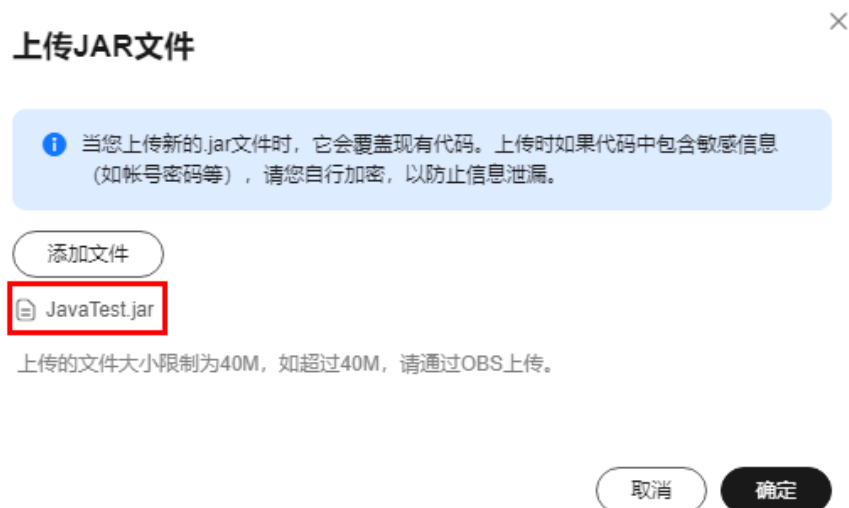 上传JAR文件
当您上传新的.jar文件时，它会覆盖现有代码。上传时如果代码中包含敏感信息
（如帐号密码等），请您自行加密，以防止信息泄漏。
添加文件
JavaTest.jar
上传的文件大小限制为40M，如超过40M，请通过OBS上传。
取消
确定